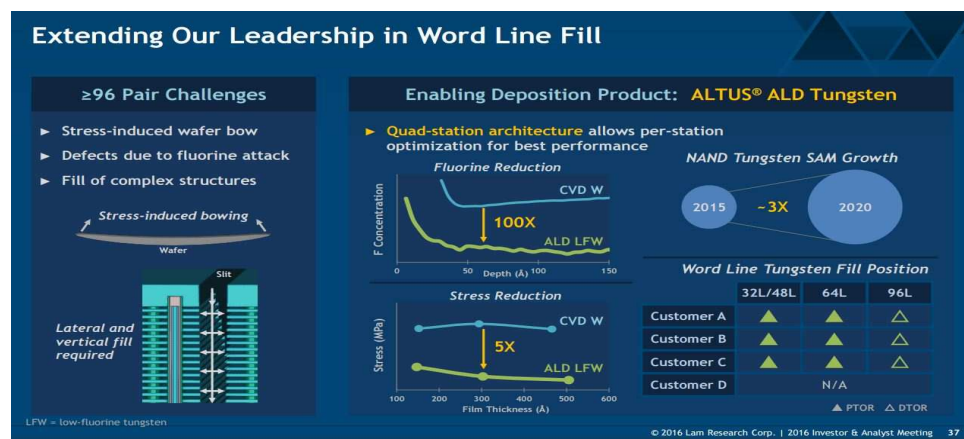 Extending Our Leadership in Word Line Fill
≥96 Pair Challenges
► Stress-induced wafer bow
► Defects due to fluorine attack
► Fill of complex structures
Stress-induced bowing
Wafer
Slit
Lateral and
vertical fill
required
LFW = low-fluorine tungsten
Enabling Deposition Product: ALTUS® ALD Tungsten
► Quad-station architecture allows per-station
optimization for best performance
Fluorine Reduction
F Concentration
CVD W
100X
ALD LFW
0 50 100 150
Depth (Å)
Stress Reduction
Stress (MPa)
CVD W
5X
ALD LFW
100 200 300 400 500 600
Film Thickness (Å)
NAND Tungsten SAM Growth
2015 ~3X 2020
Word Line Tungsten Fill Position
32L/48L 64L 96L
Customer A ▲ ▲ △
Customer B ▲ ▲ △
Customer C ▲ ▲ △
Customer D N/A
▲ PTOR △ DTOR
© 2016 Lam Research Corp. | 2016 Investor & Analyst Meeting 37